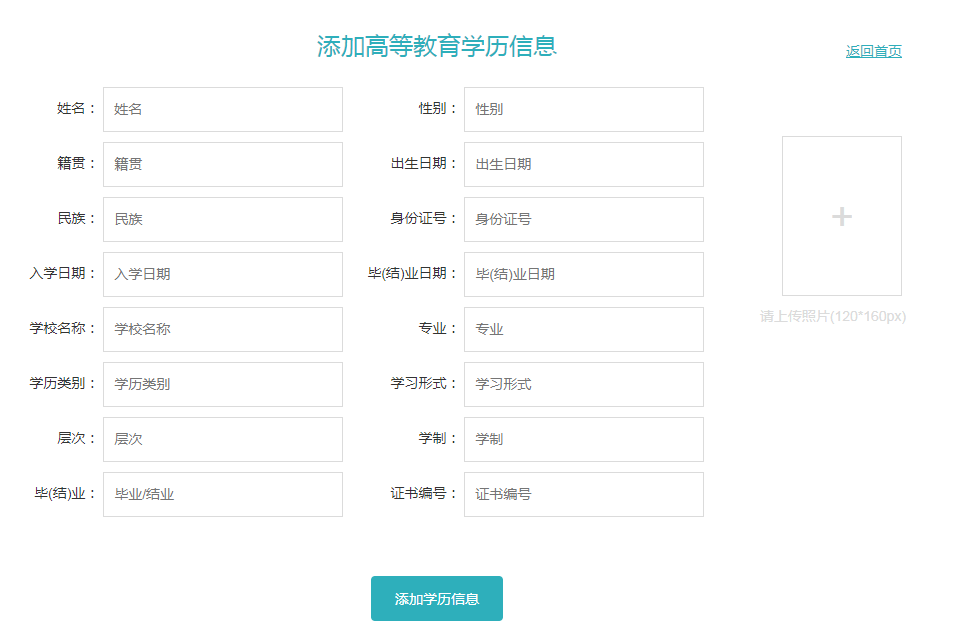 添加高等教育学历信息
返回首页
姓名： 姓名 性别： 性别
籍贯： 籍贯 出生日期： 出生日期
民族： 民族 身份证号： 身份证号
入学日期： 入学日期 毕(结)业日期： 毕(结)业日期
学校名称： 学校名称 专业： 专业
请上传照片(120*160px)
学历类别： 学历类别 学习形式： 学习形式
层次： 层次 学制： 学制
毕(结)业： 毕业/结业 证书编号： 证书编号
添加学历信息